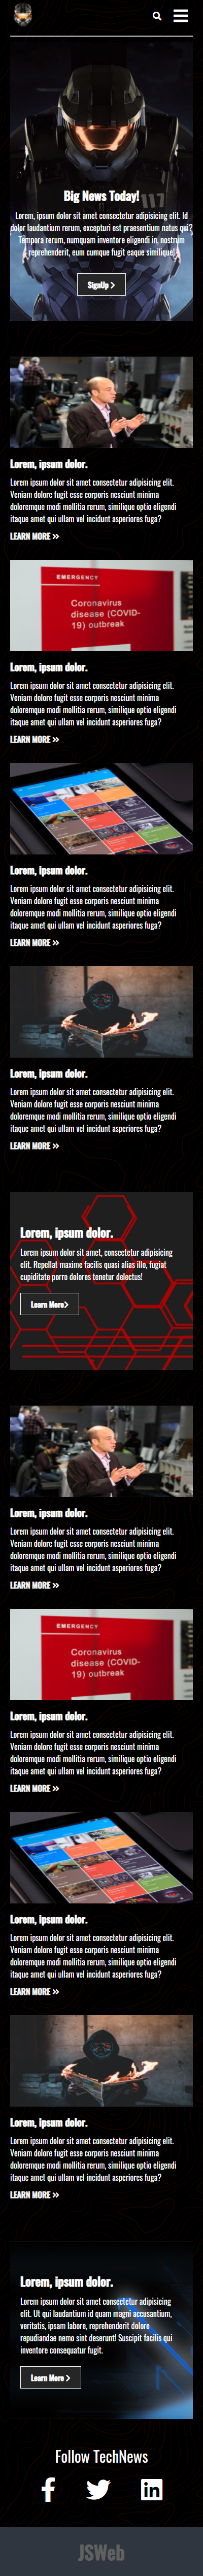 Big News Today!
Lorem, ipsum dolor sit amet consectetur adipisicing elit. Id
dolor laudantium rerum, excepturi est praesentium natus qui?
Tempora rerum, numquam inventore eligendi in, nostrum
reprehenderit, eum cumque fugit eaque similique!
SignUp
Lorem, ipsum dolor.
Lorem ipsum dolor sit amet consectetur adipisicing elit.
Veniam dolore fugit esse corporis nesciunt minima
doloremque modi mollitia rerum, similique optio eligendi
itaque amet qui ullam vel incidunt asperiores fuga?
LEARN MORE >>
EMERGENCY
Coronavirus
disease (COVID-
19) outbreak
Lorem, ipsum dolor.
Lorem ipsum dolor sit amet consectetur adipisicing elit.
Veniam dolore fugit esse corporis nesciunt minima
doloremque modi mollitia rerum, similique optio eligendi
itaque amet qui ullam vel incidunt asperiores fuga?
LEARN MORE >>
Lorem, ipsum dolor.
Lorem ipsum dolor sit amet consectetur adipisicing elit.
Veniam dolore fugit esse corporis nesciunt minima
doloremque modi mollitia rerum, similique optio eligendi
itaque amet qui ullam vel incidunt asperiores fuga?
LEARN MORE >>
Lorem, ipsum dolor.
Lorem ipsum dolor sit amet consectetur adipisicing elit.
Veniam dolore fugit esse corporis nesciunt minima
doloremque modi mollitia rerum, similique optio eligendi
itaque amet qui ullam vel incidunt asperiores fuga?
LEARN MORE >>
Lorem, ipsum dolor.
Lorem ipsum dolor sit amet, consectetur adipisicing
elit. Repellat maxime facilis quasi alias illo, fugiat
cupiditate porro dolores tenetur delectus!
Learn More>
Lorem, ipsum dolor.
Lorem ipsum dolor sit amet consectetur adipisicing elit.
Veniam dolore fugit esse corporis nesciunt minima
doloremque modi mollitia rerum, similique optio eligendi
itaque amet qui ullam vel incidunt asperiores fuga?
LEARN MORE >>
EMERGENCY
Coronavirus
disease (COVID-
19) outbreak
Lorem, ipsum dolor.
Lorem ipsum dolor sit amet consectetur adipisicing elit.
Veniam dolore fugit esse corporis nesciunt minima
doloremque modi mollitia rerum, similique optio eligendi
itaque amet qui ullam vel incidunt asperiores fuga?
LEARN MORE >>
Lorem, ipsum dolor.
Lorem ipsum dolor sit amet consectetur adipisicing elit.
Veniam dolore fugit esse corporis nesciunt minima
doloremque modi mollitia rerum, similique optio eligendi
itaque amet qui ullam vel incidunt asperiores fuga?
LEARN MORE >>
Lorem, ipsum dolor.
Lorem ipsum dolor sit amet consectetur adipisicing elit.
Veniam dolore fugit esse corporis nesciunt minima
doloremque modi mollitia rerum, similique optio eligendi
itaque amet qui ullam vel incidunt asperiores fuga?
LEARN MORE >>
Lorem, ipsum dolor.
Lorem ipsum dolor sit amet consectetur adipisicing
elit. Ut qui laudantium id quam magni accusantium,
veritatis, ipsam labore, reprehenderit dolore
repudiandae nemo sint deserunt! Suscipit facilis qui
inventore consequatur fugit.
Learn More >
Follow TechNews
JSWeb